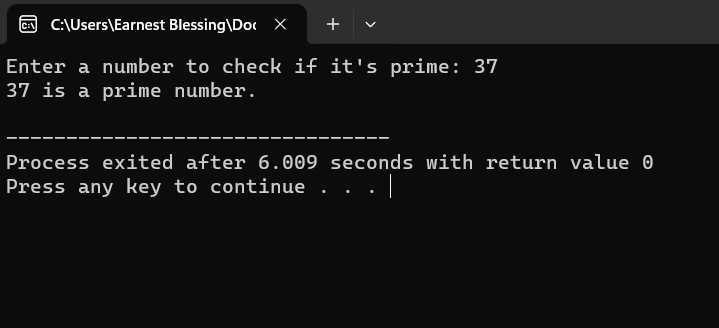 C:\Users\Earnest Blessing\Doc
Enter a number to check if it's prime: 37
37 is a prime number.
--------------------------------
Process exited after 6.009 seconds with return value 0
Press any key to continue . . .